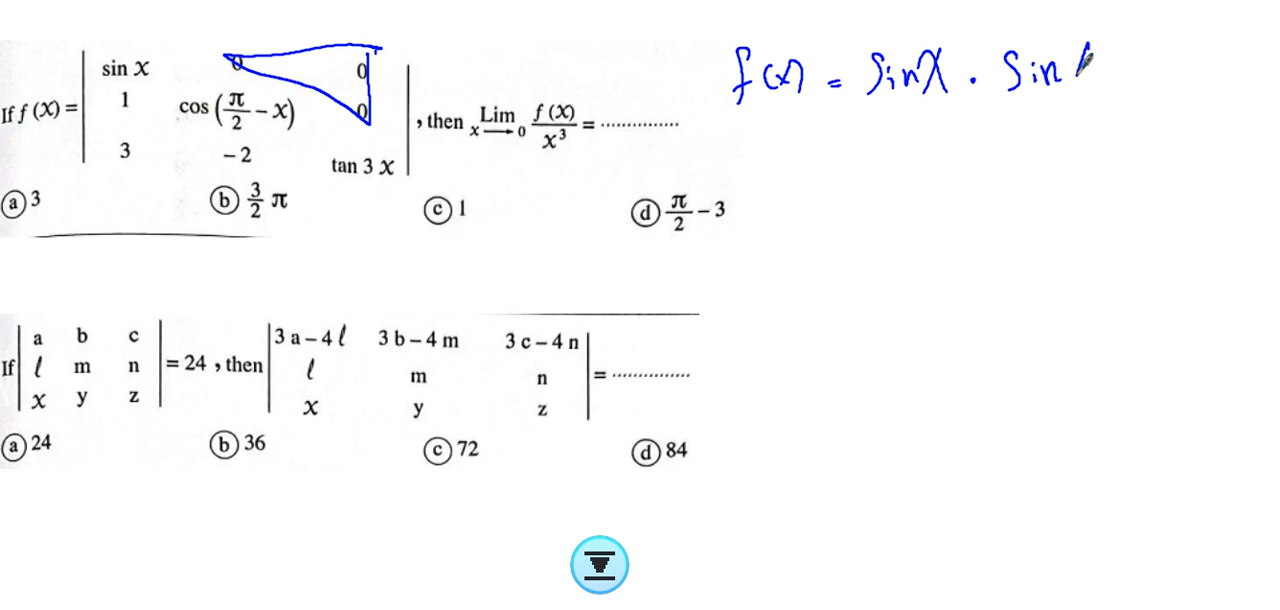 If f (x) = | sin x 0 0 |
| 1 cos (π/2 − x) 0 | , then Lim x⟶0 f (x)/x³ = ..............
| 3 −2 tan 3 x |
ⓐ 3 ⓑ 3/2 π ⓒ 1 ⓓ π/2 − 3
f(x) = sinx . sin
If | a b c | = 24 , then | 3 a − 4 ℓ 3 b − 4 m 3 c − 4 n | = ..............
| ℓ m n | | ℓ m n |
| x y z | | x y z |
ⓐ 24 ⓑ 36 ⓒ 72 ⓓ 84